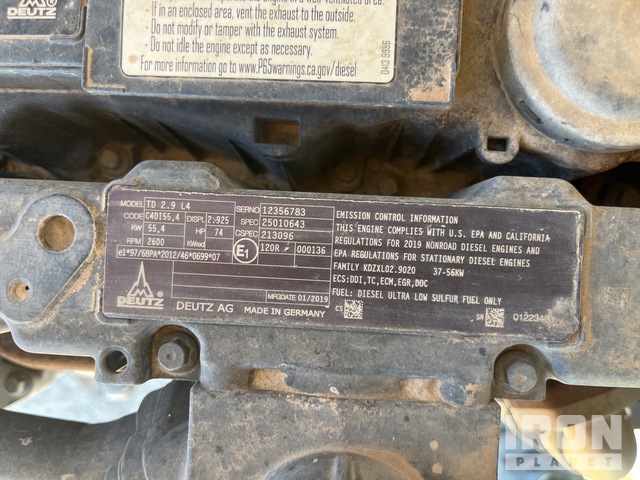 DEUTZ
If in an enclosed area, vent the exhaust to the outside.
Do not modify or tamper with the exhaust system.
Do not idle the engine except as necessary.
For more information go to www.P65warnings.ca.gov/diesel
0413 9986
MODEL TD 2.9 L4
CODE C4DI55,4 DISPL 2.925
KW 55,4 HP 74
RPM 2600 KWred
e1*97/68PA*2012/46*0699*07
SERNO 12356783
SPEC 25010643
CSPEC 213096
E1 120R 000136
MFGDATE 01/2019
DEUTZ DEUTZ AG MADE IN GERMANY
EMISSION CONTROL INFORMATION
THIS ENGINE COMPLIES WITH U.S. EPA AND CALIFORNIA
REGULATIONS FOR 2019 NONROAD DIESEL ENGINES AND
EPA REGULATIONS FOR STATIONARY DIESEL ENGINES
FAMILY KDZXL02.9020 37-56KW
ECS:DDI,TC,ECM,EGR,DOC
FUEL: DIESEL ULTRA LOW SULFUR FUEL ONLY
CS SN
IRON
PLANET